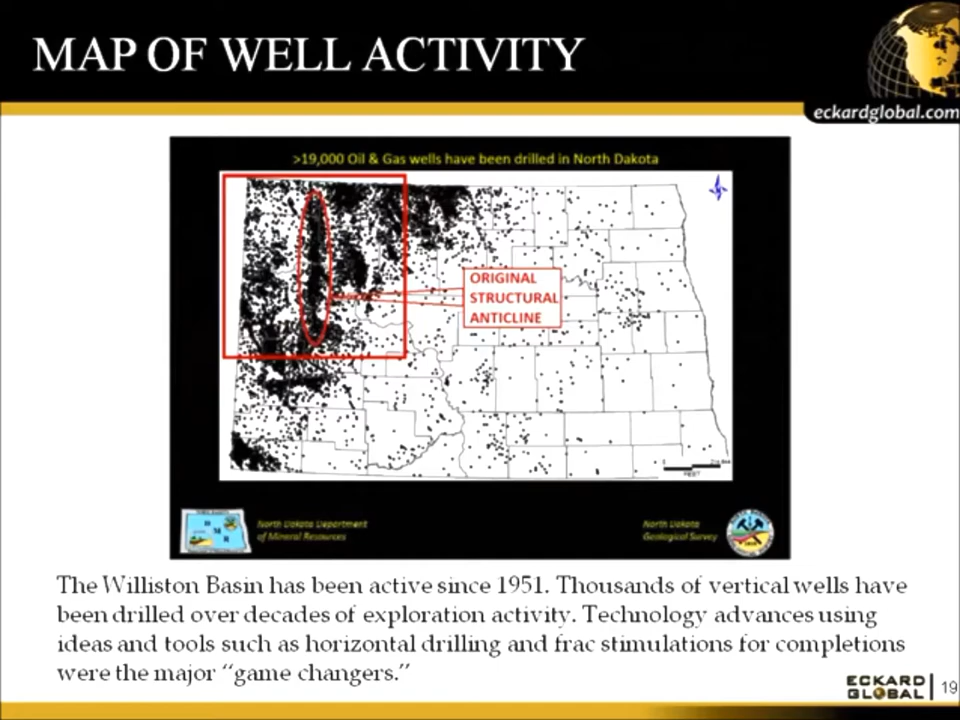 MAP OF WELL ACTIVITY
eckardglobal.com
>19,000 Oil & Gas wells have been drilled in North Dakota
ORIGINAL
STRUCTURAL
ANTICLINE
North Dakota Department
of Mineral Resources
North Dakota
Geological Survey
The Williston Basin has been active since 1951. Thousands of vertical wells have
been drilled over decades of exploration activity. Technology advances using
ideas and tools such as horizontal drilling and frac stimulations for completions
were the major “game changers.”
ECKARD
GLOBAL
19